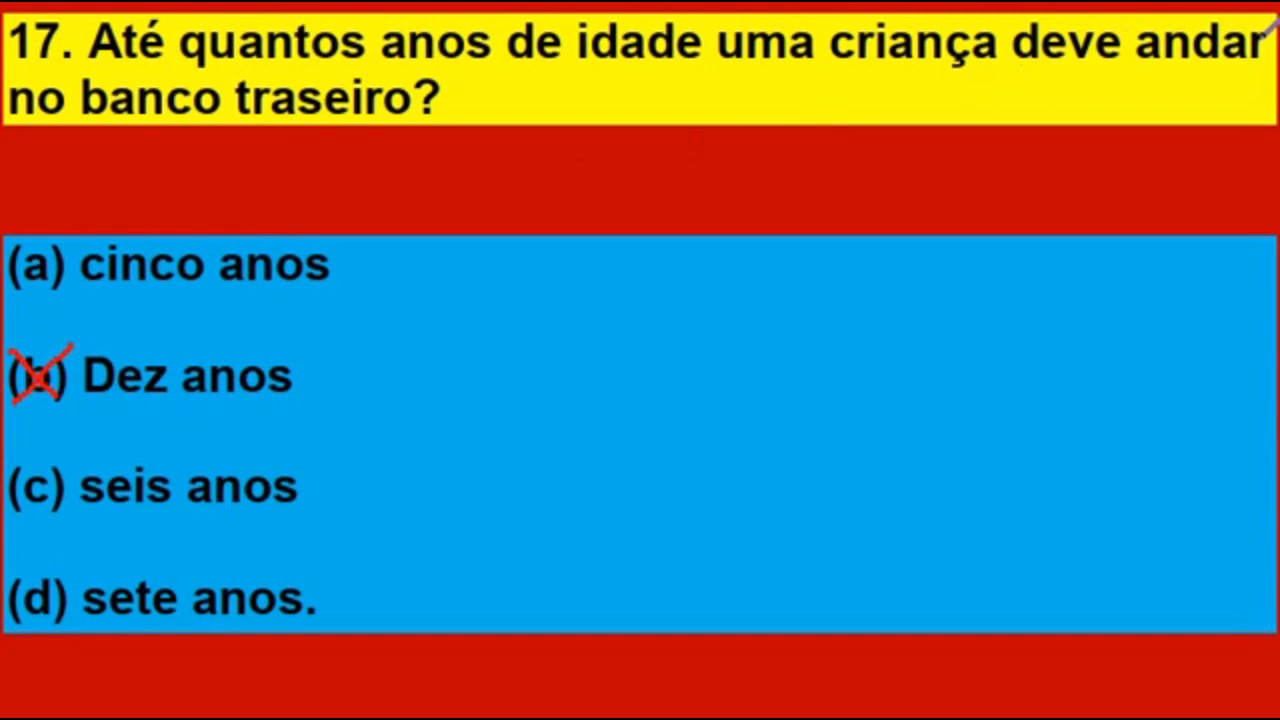 17. Até quantos anos de idade uma criança deve andar
no banco traseiro?
(a) cinco anos
(b) Dez anos
(c) seis anos
(d) sete anos.